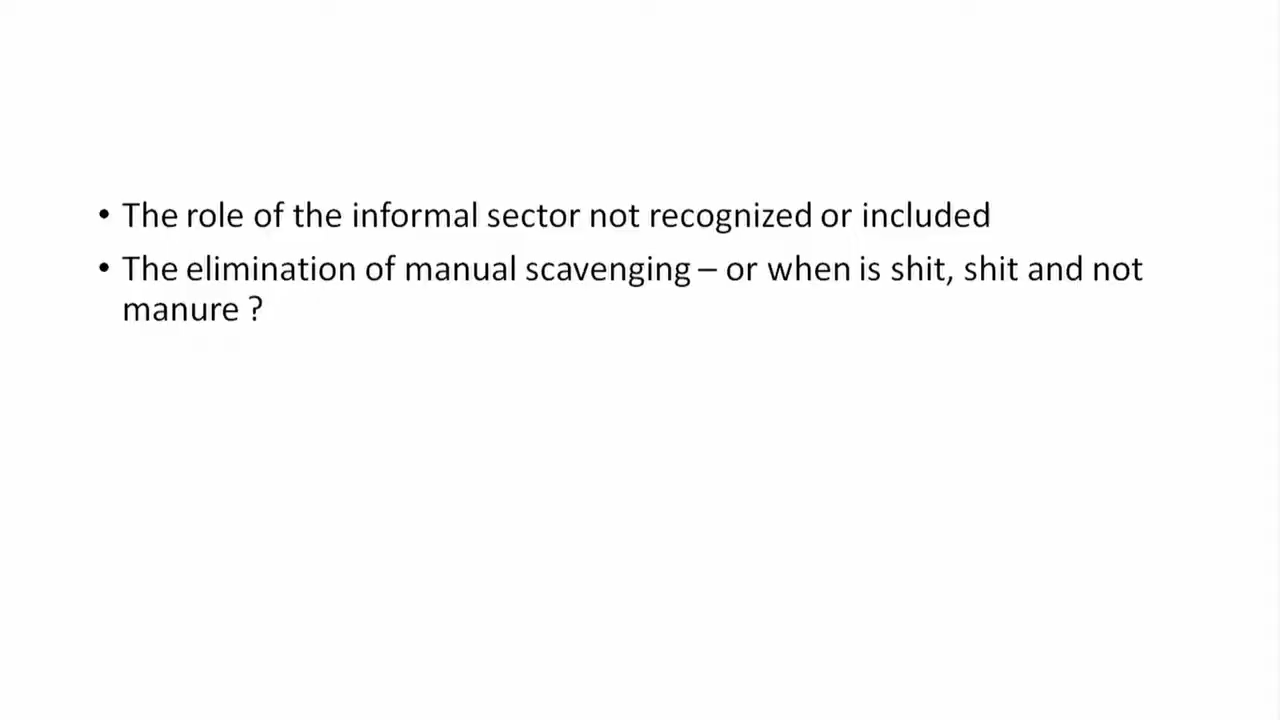 • The role of the informal sector not recognized or included
• The elimination of manual scavenging – or when is shit, shit and not
manure ?